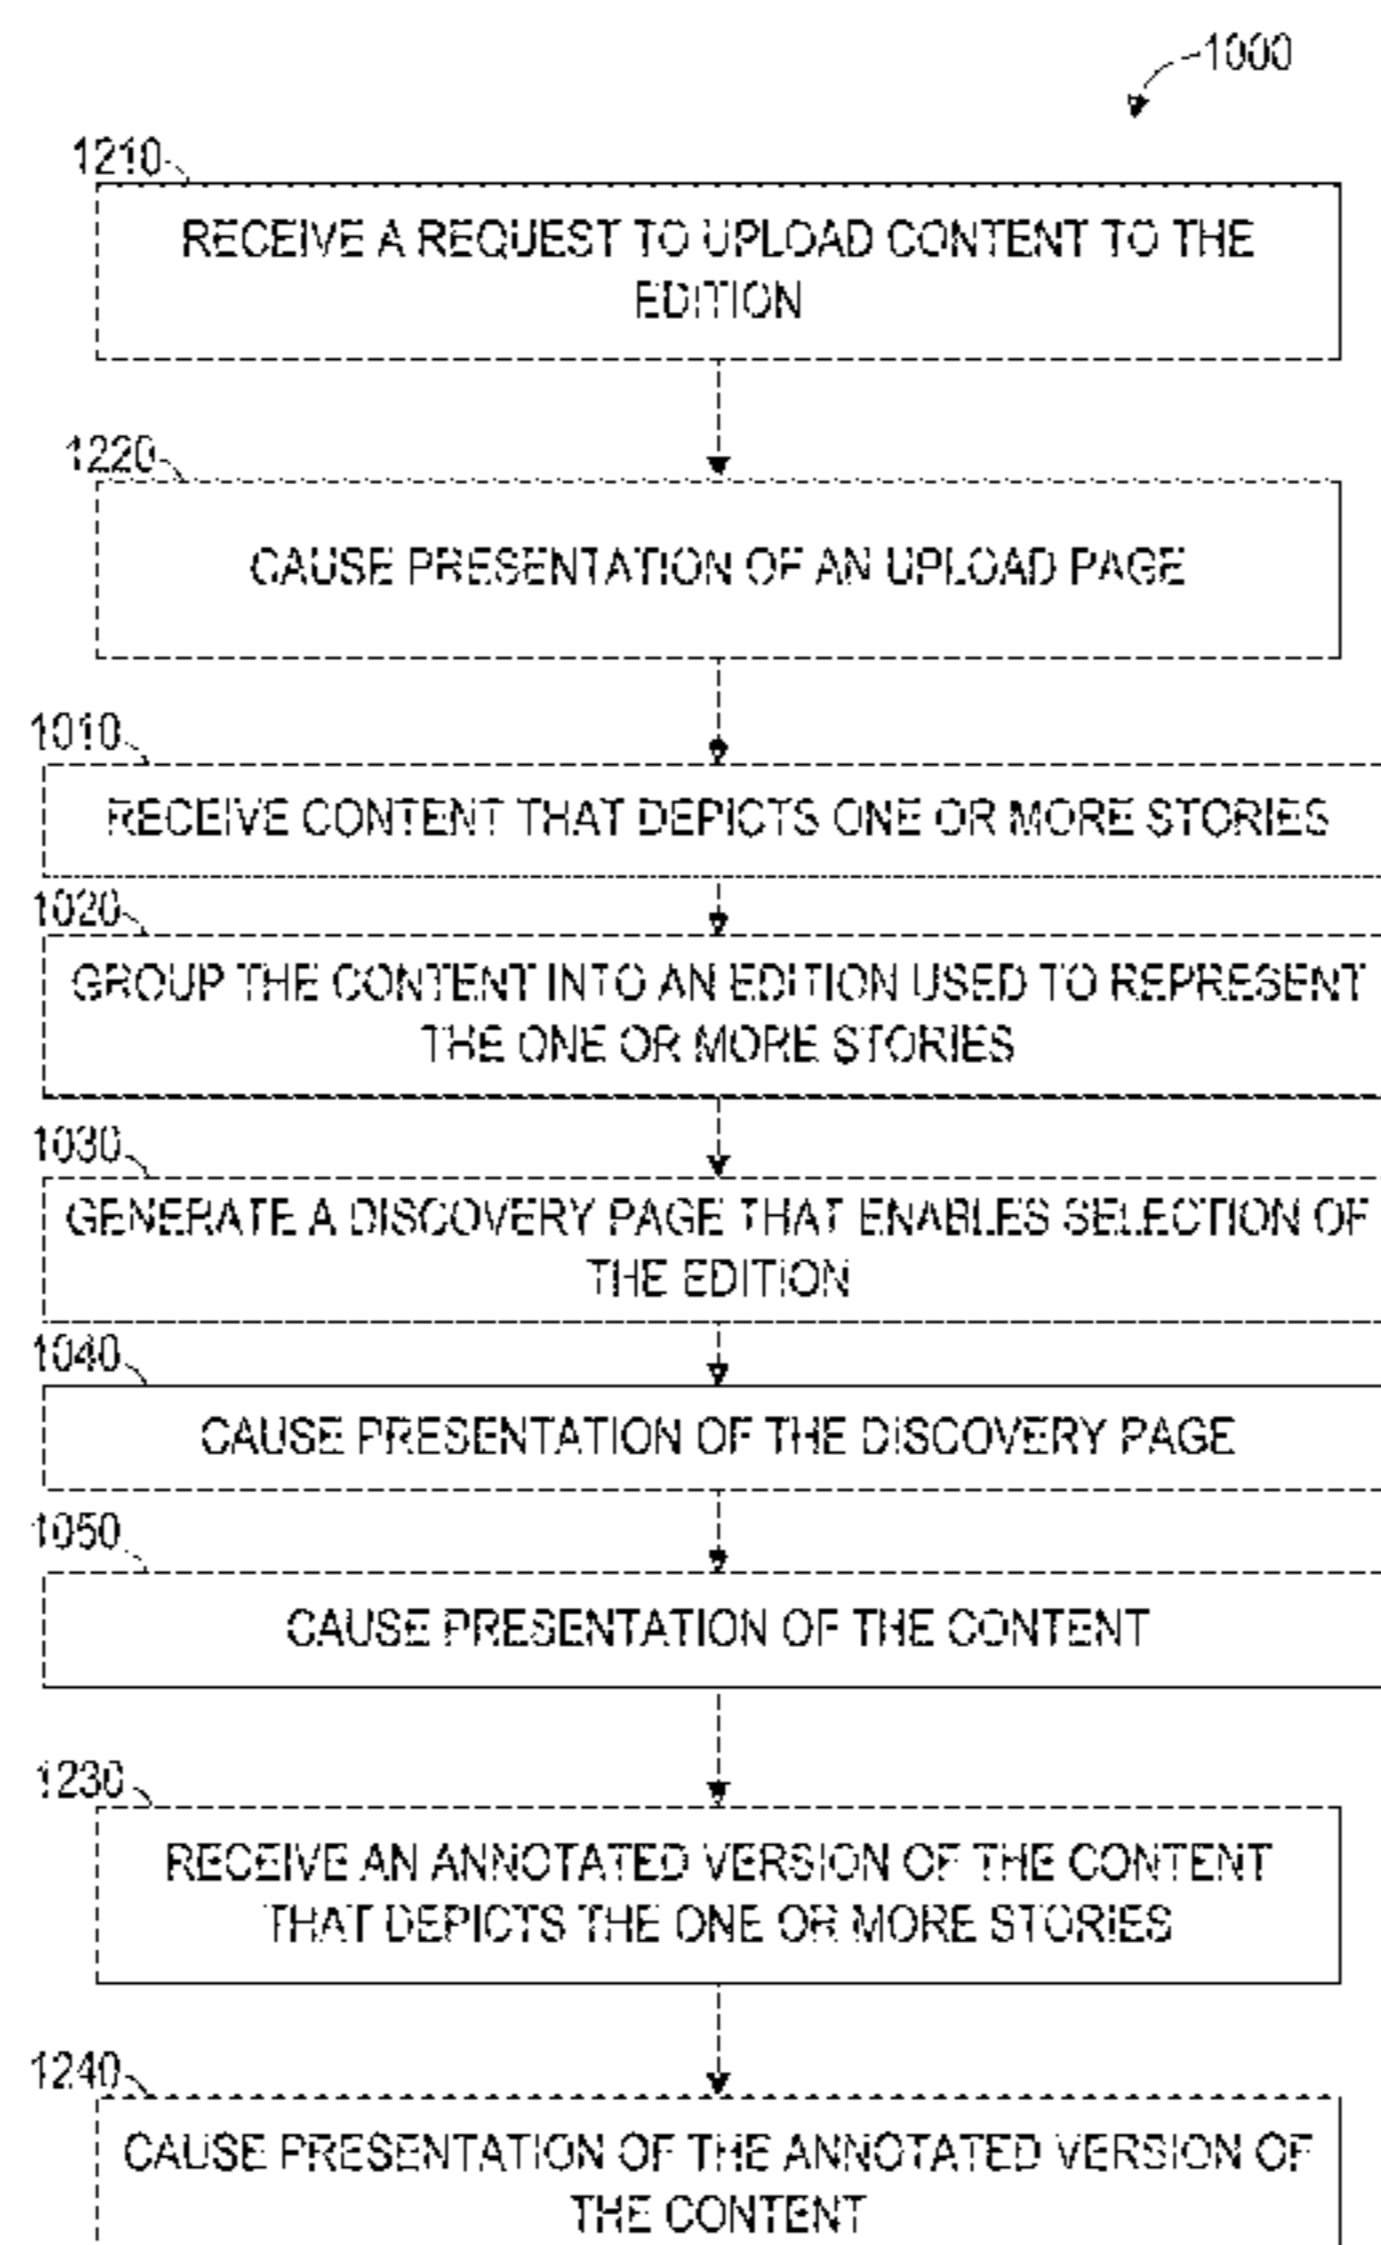 1000
1210
RECEIVE A REQUEST TO UPLOAD CONTENT TO THE
EDITION
1220
CAUSE PRESENTATION OF AN UPLOAD PAGE
1010
RECEIVE CONTENT THAT DEPICTS ONE OR MORE STORIES
1020
GROUP THE CONTENT INTO AN EDITION USED TO REPRESENT
THE ONE OR MORE STORIES
1030
GENERATE A DISCOVERY PAGE THAT ENABLES SELECTION OF
THE EDITION
1040
CAUSE PRESENTATION OF THE DISCOVERY PAGE
1050
CAUSE PRESENTATION OF THE CONTENT
1230
RECEIVE AN ANNOTATED VERSION OF THE CONTENT
THAT DEPICTS THE ONE OR MORE STORIES
1240
CAUSE PRESENTATION OF THE ANNOTATED VERSION OF
THE CONTENT